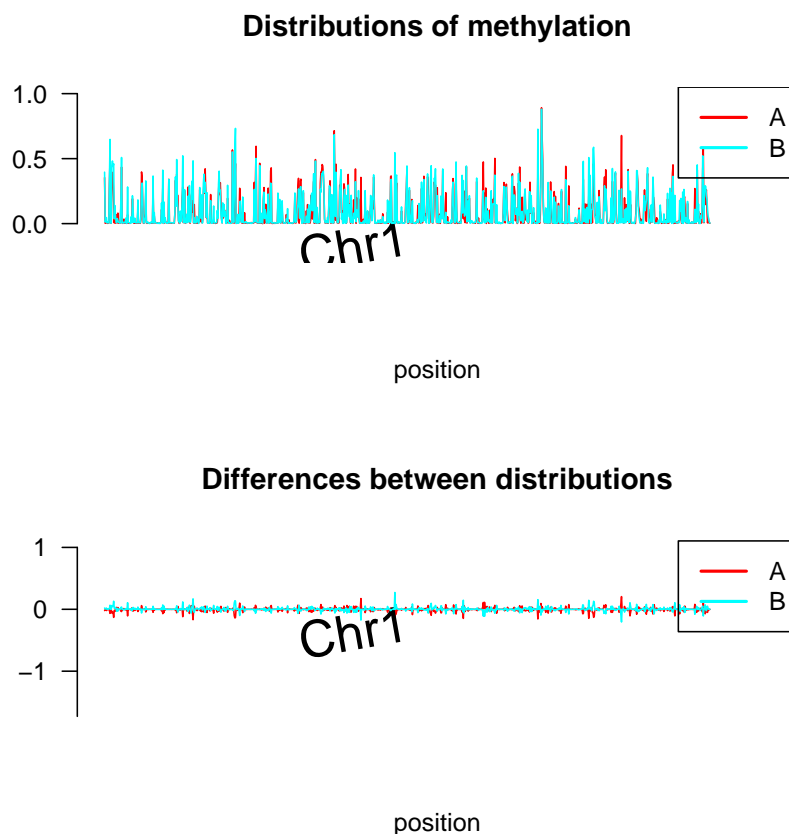 Distributions of methylation
1.0
0.5
0.0
A
B
Chr1
position
Differences between distributions
1
0
−1
A
B
Chr1
position